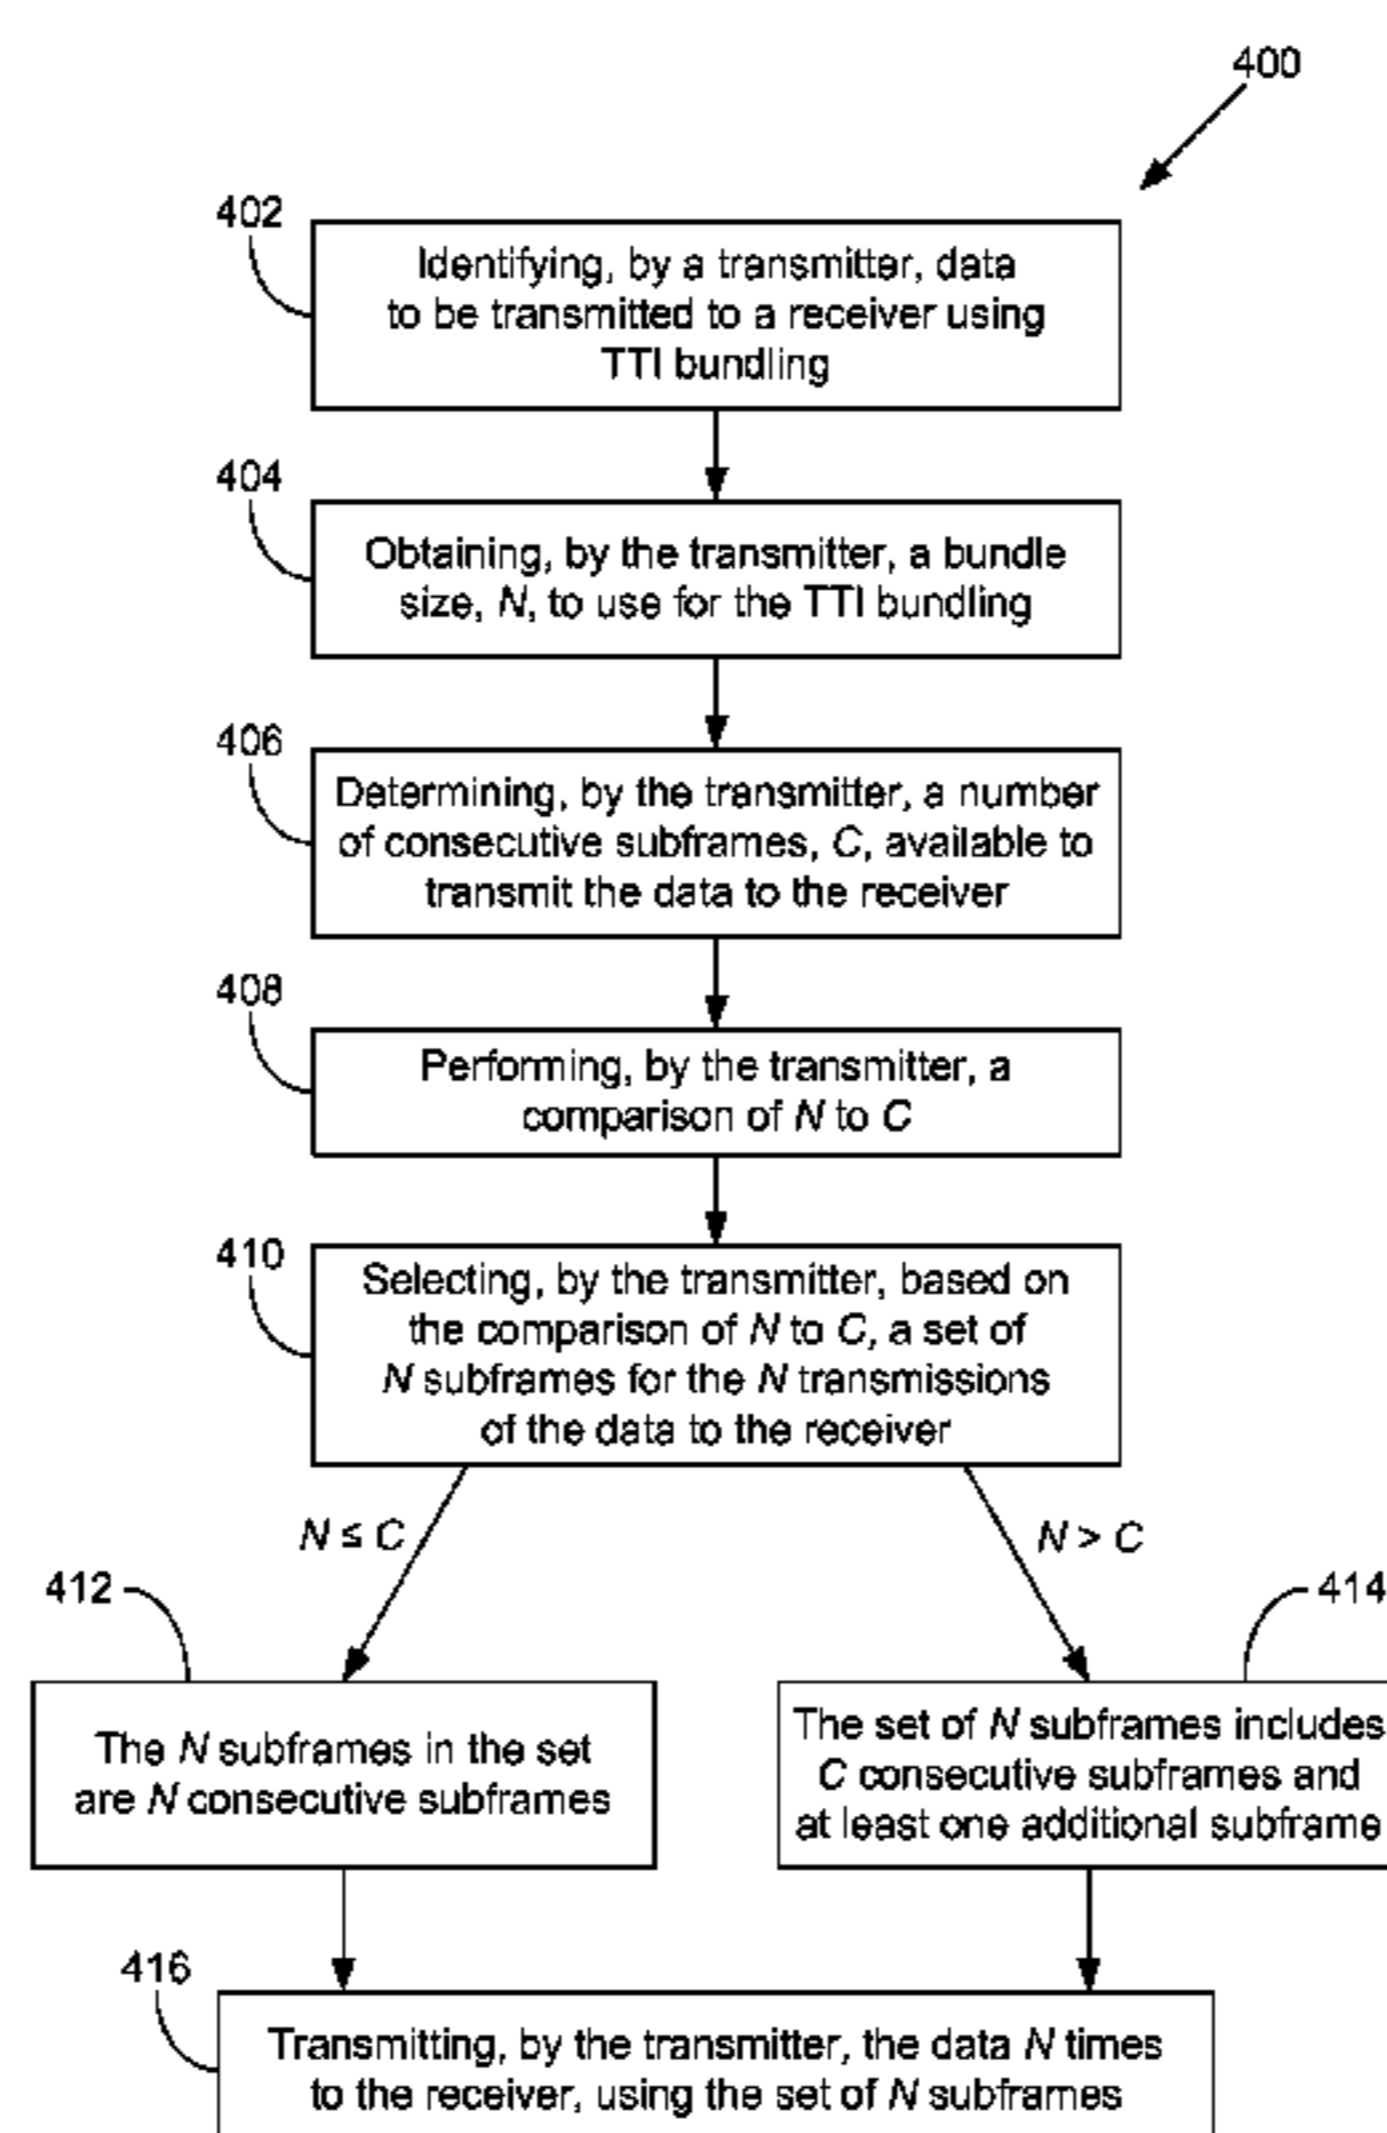 400
402
Identifying, by a transmitter, data
to be transmitted to a receiver using
TTI bundling
404
Obtaining, by the transmitter, a bundle
size, N, to use for the TTI bundling
406
Determining, by the transmitter, a number
of consecutive subframes, C, available to
transmit the data to the receiver
408
Performing, by the transmitter, a
comparison of N to C
410
Selecting, by the transmitter, based on
the comparison of N to C, a set of
N subframes for the N transmissions
of the data to the receiver
N ≤ C
N > C
412
414
The N subframes in the set
are N consecutive subframes
The set of N subframes includes
C consecutive subframes and
at least one additional subframe
416
Transmitting, by the transmitter, the data N times
to the receiver, using the set of N subframes